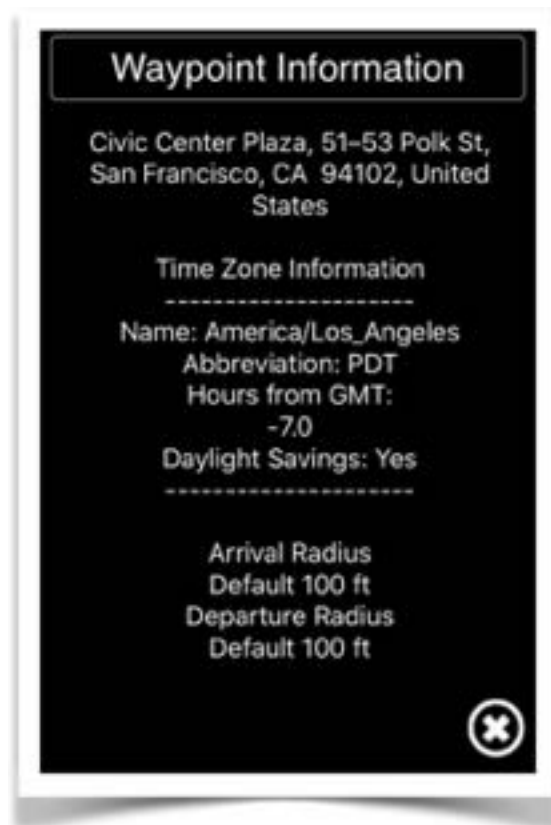 Waypoint Information
Civic Center Plaza, 51–53 Polk St,
San Francisco, CA  94102, United
States
Time Zone Information
---------------------
Name: America/Los_Angeles
Abbreviation: PDT
Hours from GMT:
-7.0
Daylight Savings: Yes
---------------------
Arrival Radius
Default 100 ft
Departure Radius
Default 100 ft